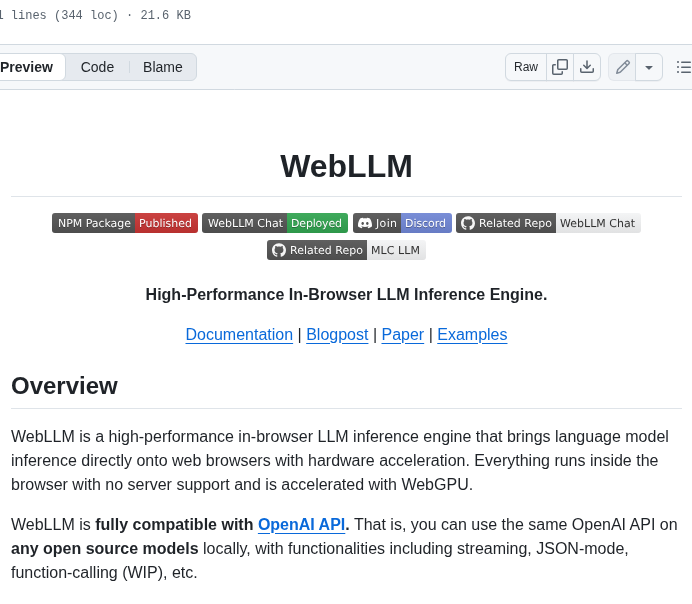 lines (344 loc) · 21.6 KB
Preview Code Blame Raw
WebLLM
NPM Package Published WebLLM Chat Deployed Join Discord Related Repo WebLLM Chat
Related Repo MLC LLM
High-Performance In-Browser LLM Inference Engine.
Documentation | Blogpost | Paper | Examples
Overview
WebLLM is a high-performance in-browser LLM inference engine that brings language model
inference directly onto web browsers with hardware acceleration. Everything runs inside the
browser with no server support and is accelerated with WebGPU.
WebLLM is fully compatible with OpenAI API. That is, you can use the same OpenAI API on
any open source models locally, with functionalities including streaming, JSON-mode,
function-calling (WIP), etc.